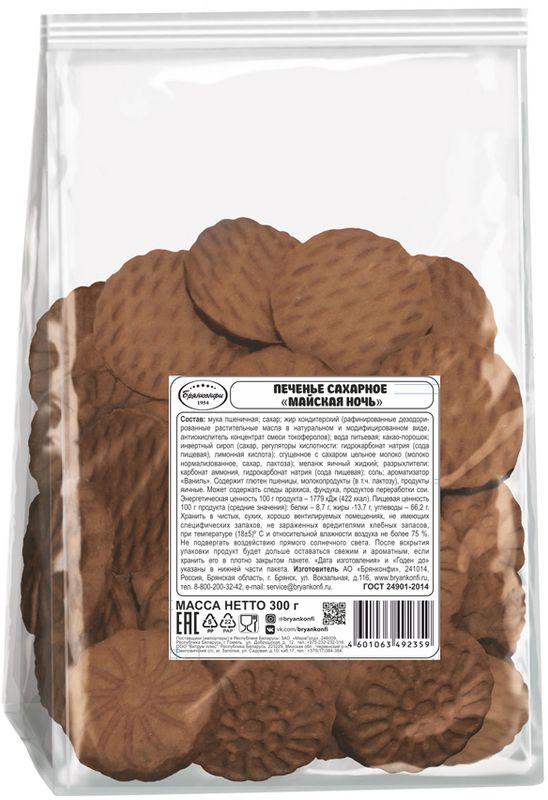 Брянконфи
1954
ПЕЧЕНЬЕ САХАРНОЕ
«МАЙСКАЯ НОЧЬ»
Состав: мука пшеничная; сахар; жир кондитерский (рафинированные дезодори-
рованные растительные масла в натуральном и модифицированном виде,
антиокислитель концентрат смеси токоферолов); вода питьевая; какао-порошок;
инвертный сироп (сахар, регуляторы кислотности: гидрокарбонат натрия (сода
пищевая), лимонная кислота); сгущенное с сахаром цельное молоко (молоко
нормализованное, сахар, лактоза); меланж яичный жидкий; разрыхлители:
карбонат аммония, гидрокарбонат натрия (сода пищевая); соль; ароматизатор
«Ваниль». Содержит глютен пшеницы, молокопродукты (в т.ч. лактозу), продукты
яичные. Может содержать следы арахиса, фундука, продуктов переработки сои.
Энергетическая ценность 100 г продукта – 1779 кДж (422 ккал). Пищевая ценность
100 г продукта (средние значения): белки – 8,7 г, жиры -13,7 г, углеводы – 66,2 г.
Хранить в чистых, сухих, хорошо вентилируемых помещениях, не имеющих
специфических запахов, не зараженных вредителями хлебных запасов,
при температуре (18±5)° С и относительной влажности воздуха не более 75 %.
Не подвергать воздействию прямого солнечного света. После вскрытия
упаковки продукт будет дольше оставаться свежим и ароматным, если
хранить его в плотно закрытом пакете. «Дата изготовления» и «Годен до»
указаны в нижней части пакета. Изготовитель АО «Брянконфи», 241014,
Россия, Брянская область, г. Брянск, ул. Вокзальная, д.116, www.bryankonfi.ru,
тел. 8-800-200-32-42, e-mail: service@bryankonfi.ru ГОСТ 24901-2014
МАССА НЕТТО 300 г
@bryankonfi
vk.com/bryankonfi
EAC
5
PP
22
PAP
4601063492359